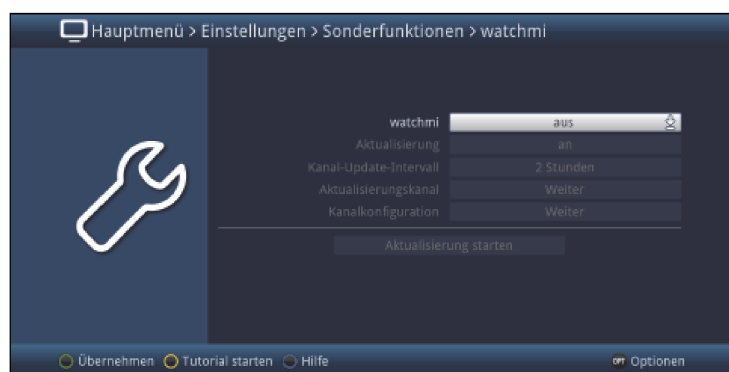 Hauptmenü > Einstellungen > Sonderfunktionen > watchmi
watchmi aus
Aktualisierung an
Kanal-Update-Intervall 2 Stunden
Aktualisierungskanal Weiter
Kanalkonfiguration Weiter
Aktualisierung starten
Übernehmen Tutorial starten Hilfe OPT Optionen